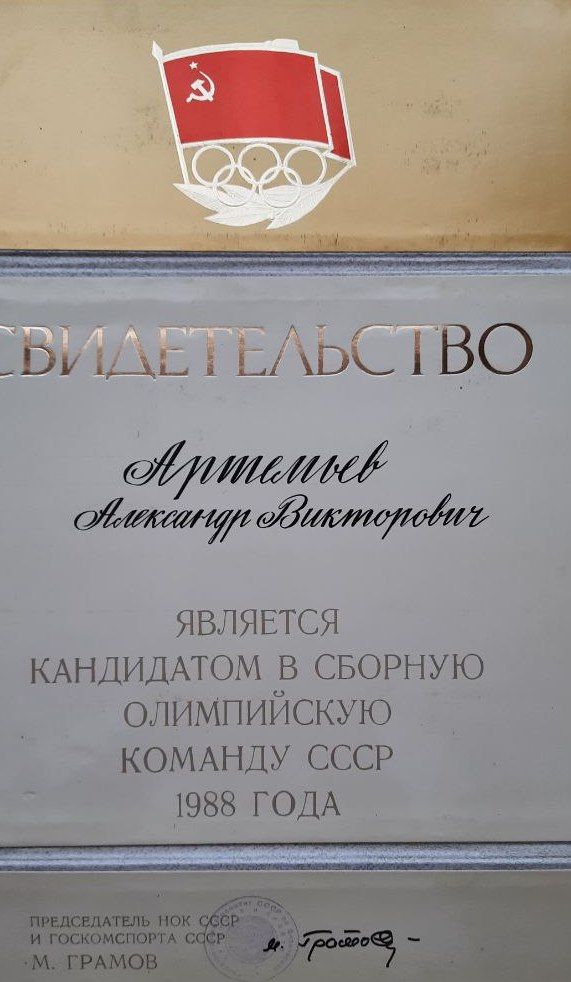 СВИДЕТЕЛЬСТВО
Артемьев
Александр Викторович
ЯВЛЯЕТСЯ
КАНДИДАТОМ В СБОРНУЮ
ОЛИМПИЙСКУЮ
КОМАНДУ СССР
1988 ГОДА
ПРЕДСЕДАТЕЛЬ НОК СССР
И ГОСКОМСПОРТА СССР
М. ГРАМОВ